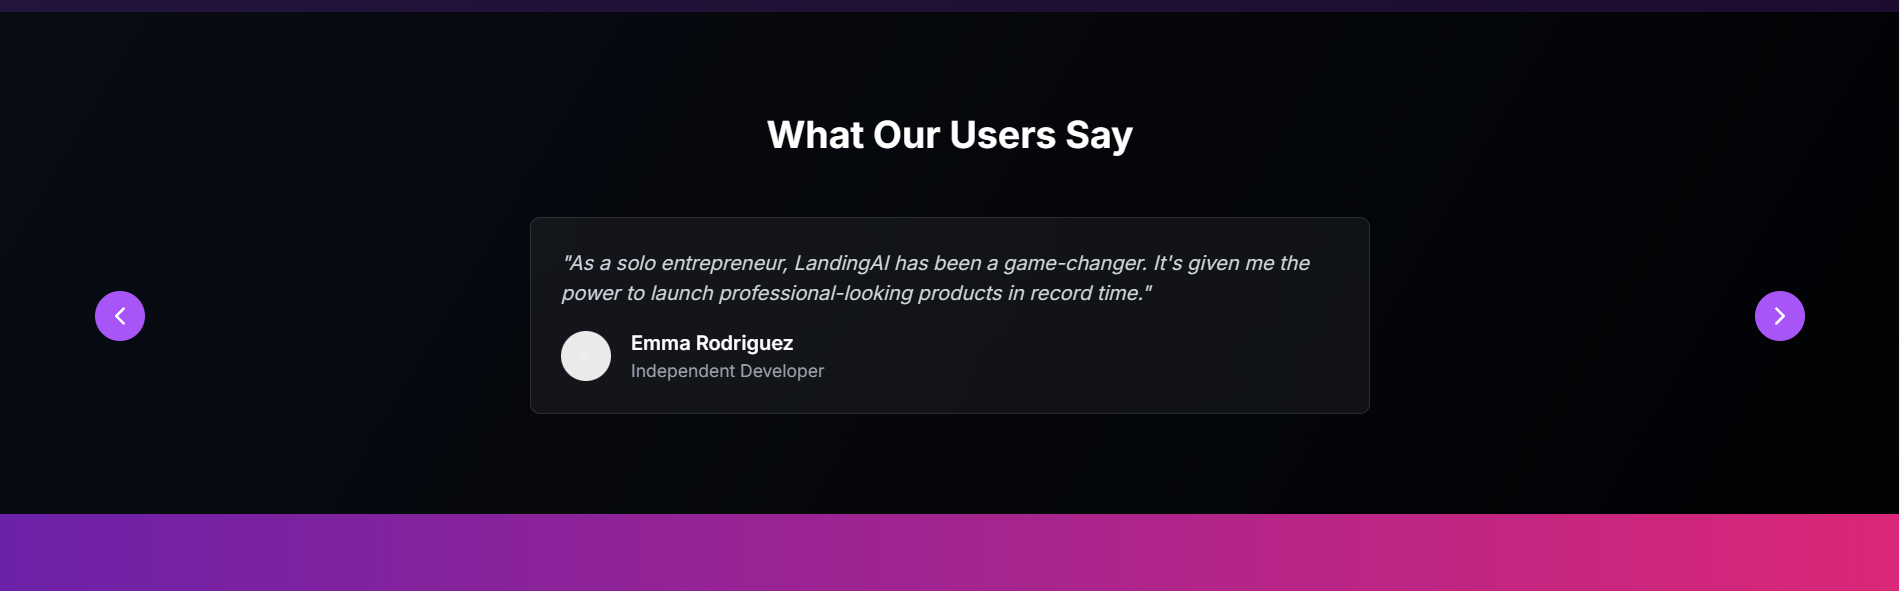 What Our Users Say
"As a solo entrepreneur, LandingAI has been a game-changer. It's given me the
power to launch professional-looking products in record time."
Emma Rodriguez
Independent Developer